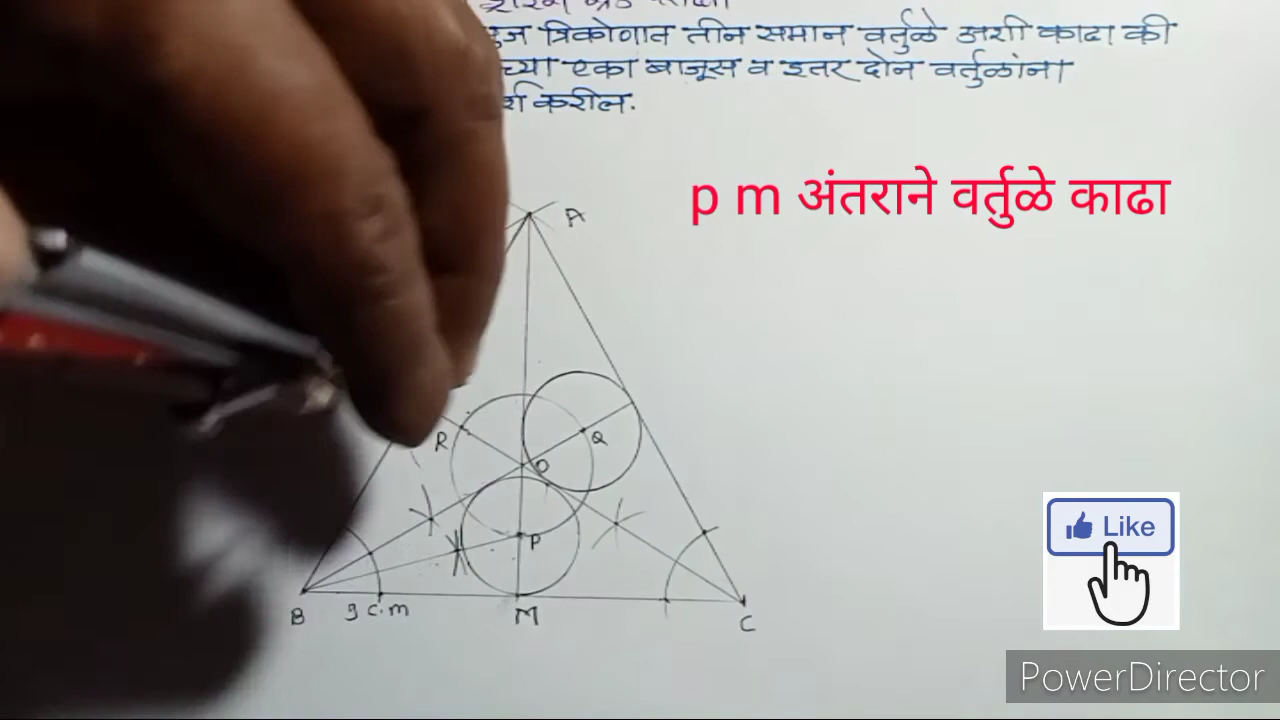 त्रिकोणात तीन समान वर्तुळे अशी काढा की
एका बाजूस व इतर दोन वर्तुळांना
करील.
p m अंतराने वर्तुळे काढा
A
R
Q
O
P
B
9 c.m
M
C
Like
PowerDirector